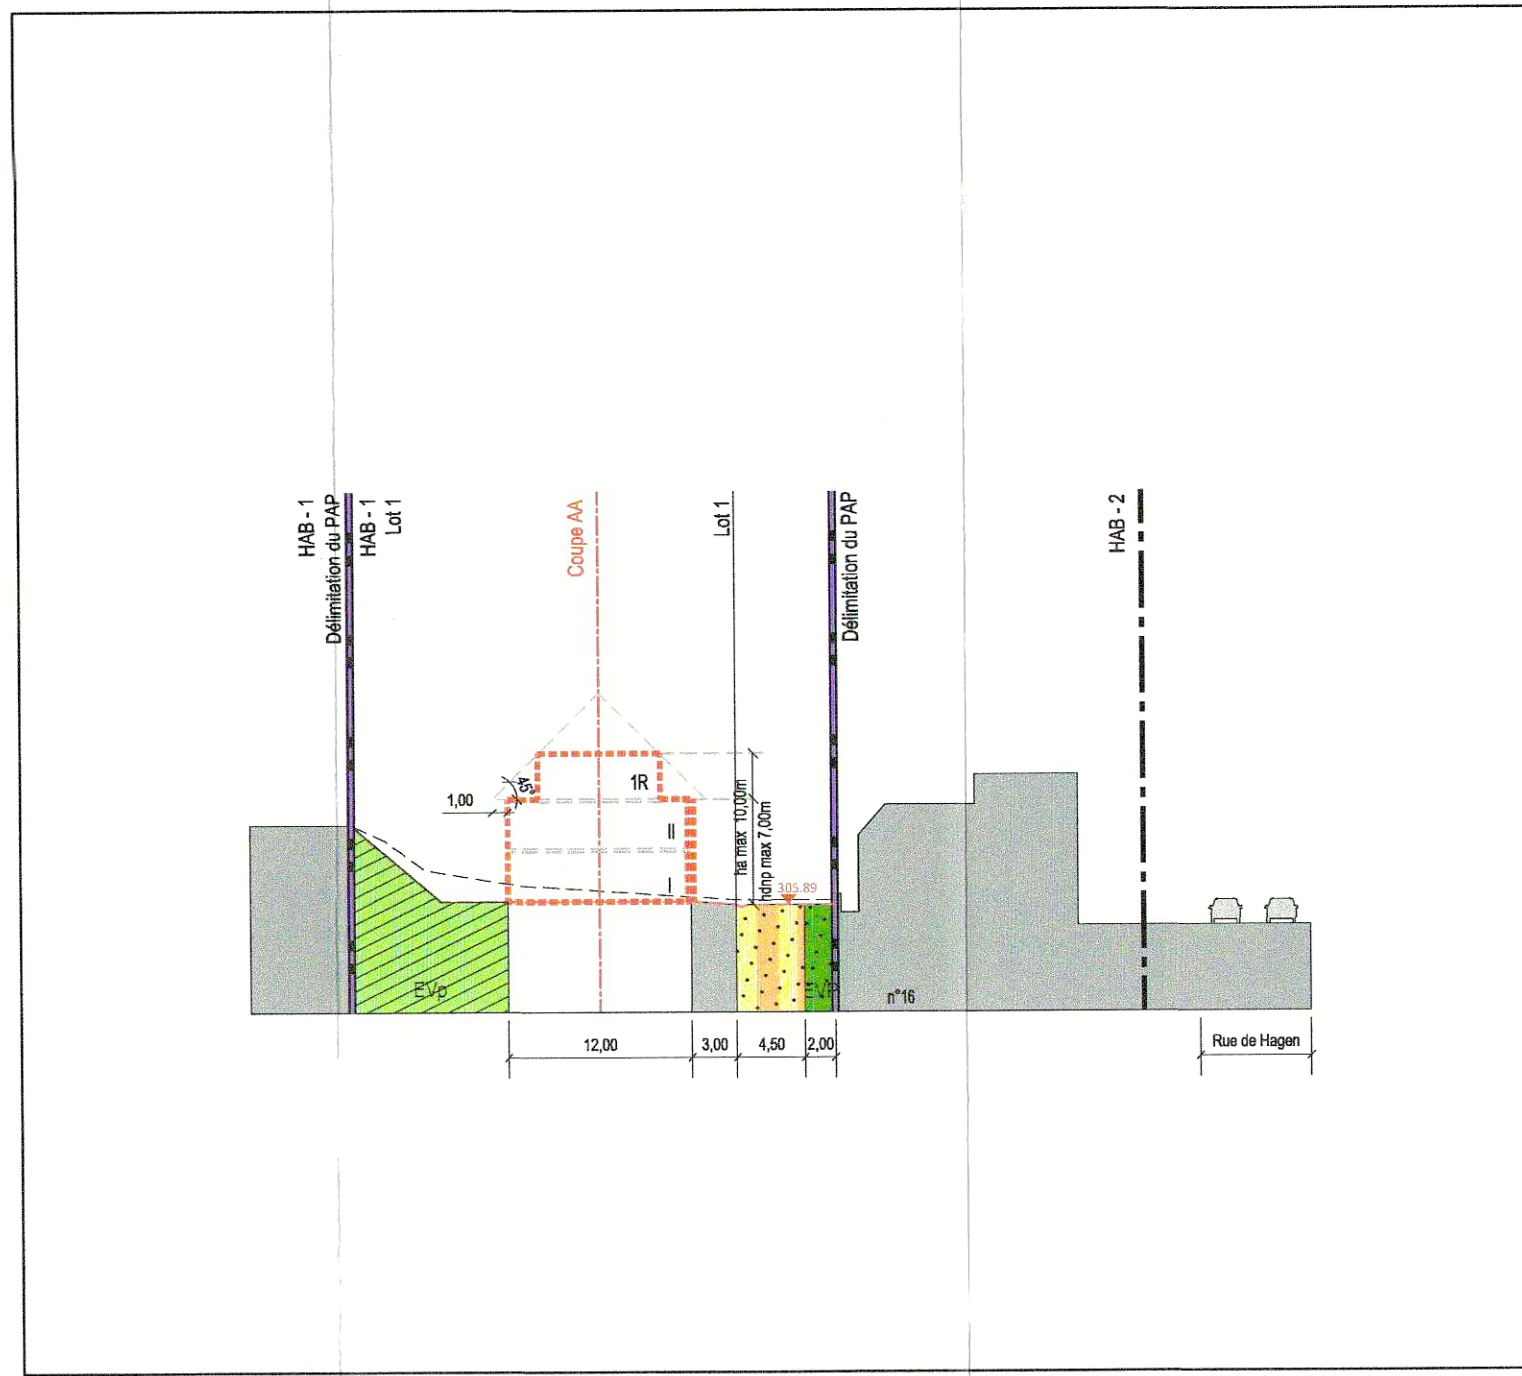 HAB - 1
Délimitation du PAP
HAB - 1
Lot 1
Coupe AA
Lot 1
Délimitation du PAP
HAB - 2
45°
1R
1,00
II
I
ha max 10,00m
hdnp max 7,00m
305.89
EVp
EVP
n°16
12,00
3,00
4,50
2,00
Rue de Hagen